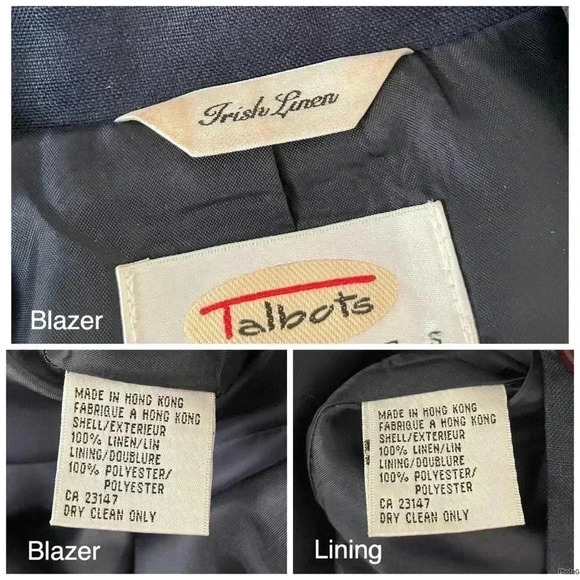 Irish Linen
Talbots
Blazer
MADE IN HONG KONG
FABRIQUE A HONG KONG
SHELL/EXTERIEUR
100% LINEN/LIN
LINING/DOUBLURE
100% POLYESTER/
POLYESTER
CA 23147
DRY CLEAN ONLY
Blazer
MADE IN HONG KONG
FABRIQUE A HONG KONG
SHELL/EXTERIEUR
100% LINEN/LIN
LINING/DOUBLURE
100% POLYESTER/
POLYESTER
CA 23147
DRY CLEAN ONLY
Lining